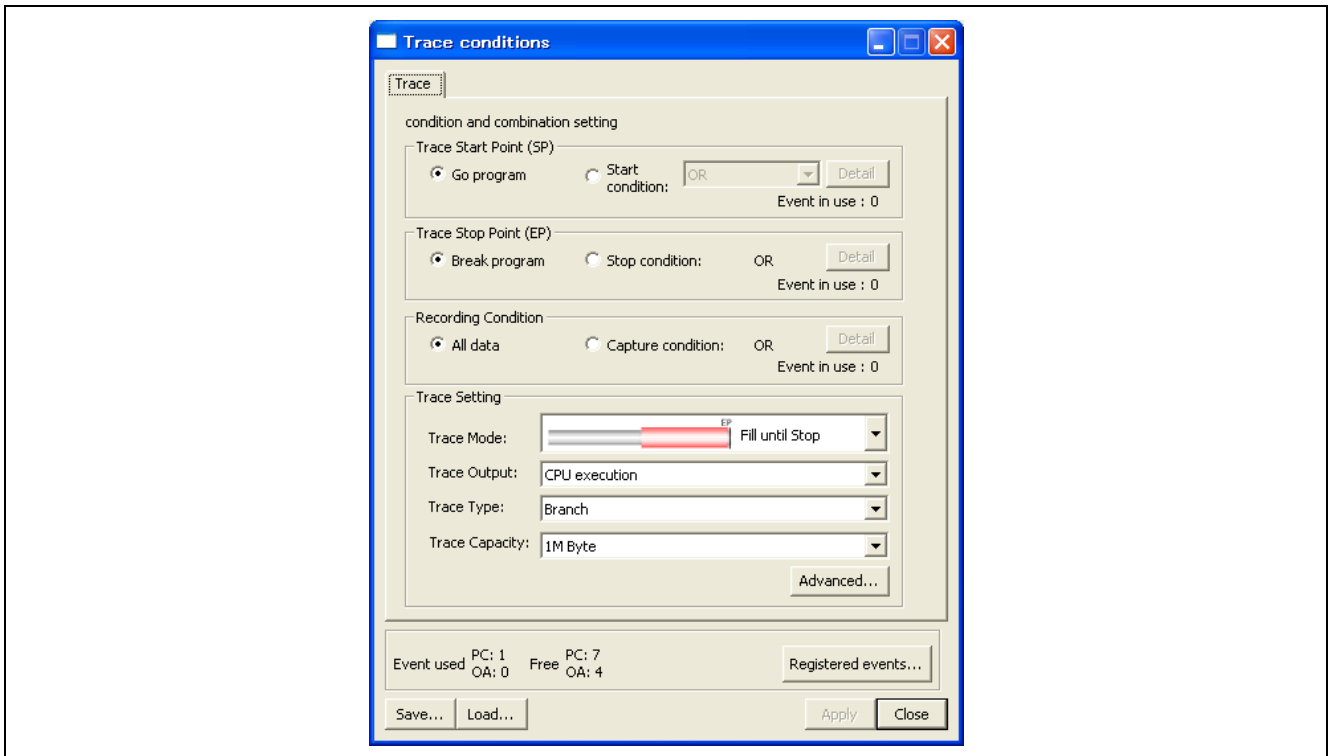 Trace conditions
Trace
condition and combination setting
Trace Start Point (SP)
Go program
Start condition:
OR
Detail
Event in use : 0
Trace Stop Point (EP)
Break program
Stop condition:
OR
Detail
Event in use : 0
Recording Condition
All data
Capture condition:
OR
Detail
Event in use : 0
Trace Setting
Trace Mode:
EP
Fill until Stop
Trace Output:
CPU execution
Trace Type:
Branch
Trace Capacity:
1M Byte
Advanced...
Event used
PC: 1
OA: 0
Free
PC: 7
OA: 4
Registered events...
Save...
Load...
Apply
Close